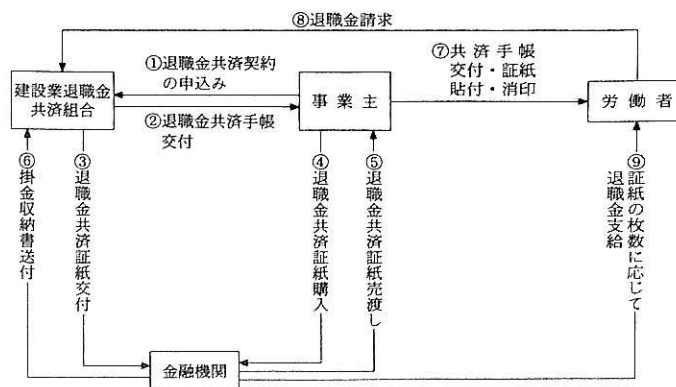 ⑧退職金請求
①退職金共済契約
の申込み
⑦共済手帳
交付・証紙
貼付・消印
建設業退職金
共済組合
事業主
労働者
②退職金共済手帳
交付
⑥掛金収納書送付
③退職金共済証紙交付
④退職金共済証紙購入
⑤退職金共済証紙売渡し
⑨証紙の枚数に応じて
退職金支給
金融機関